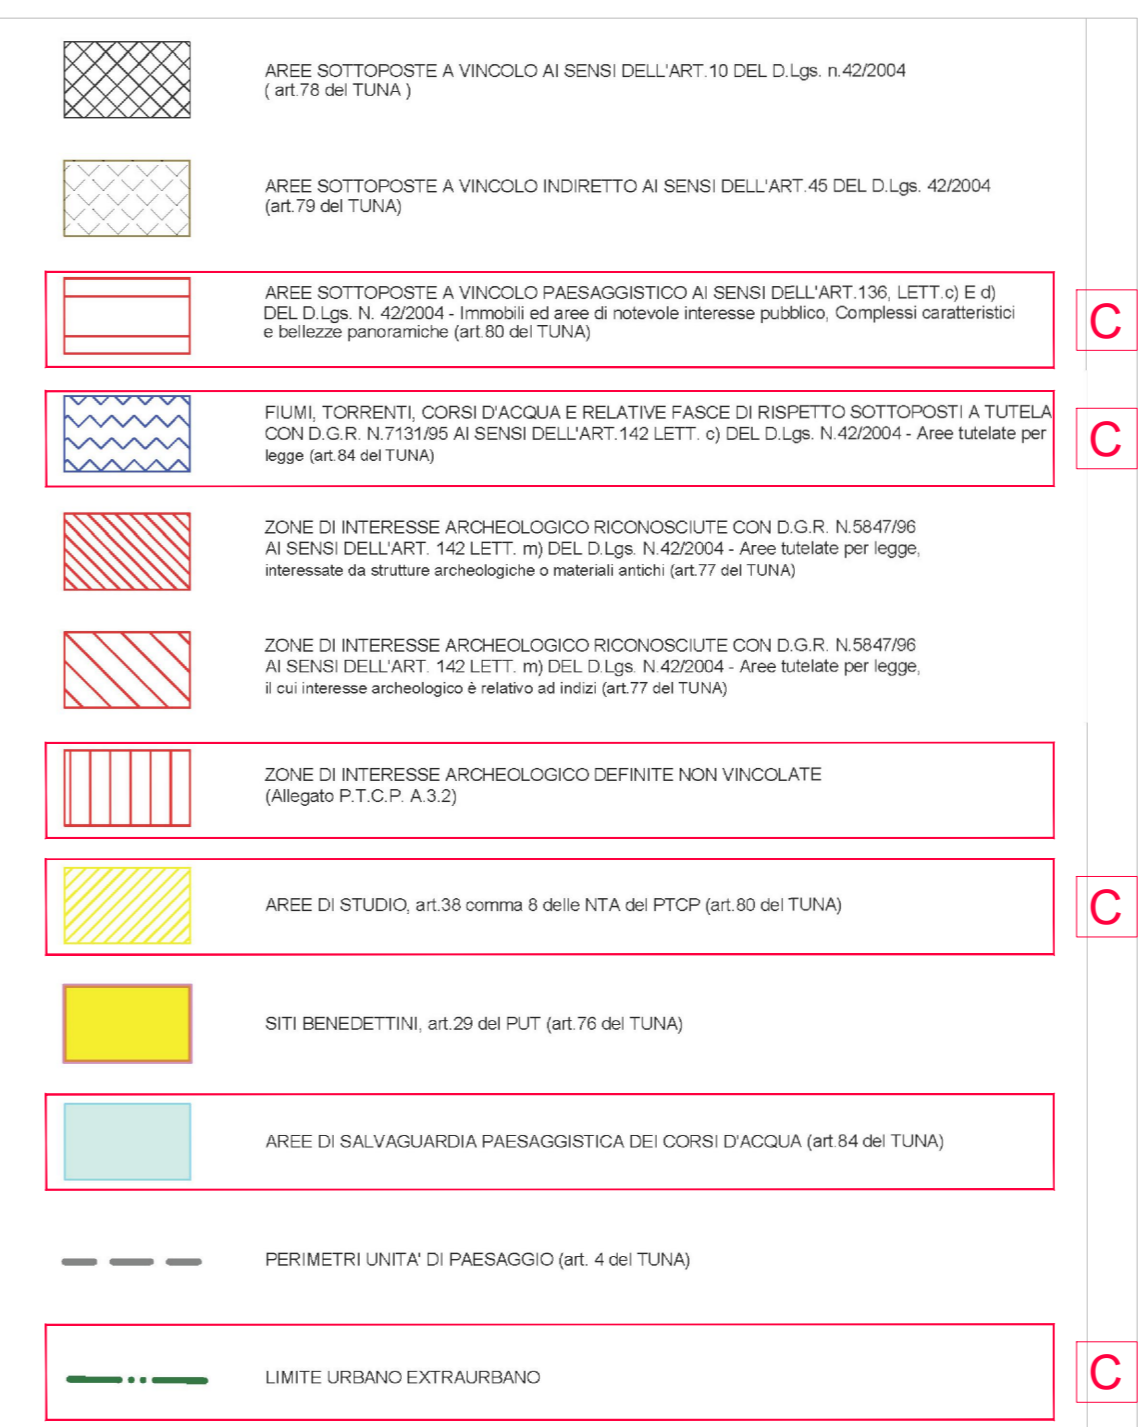 AREE SOTTOPOSTE A VINCOLO AI SENSI DELL'ART.10 DEL D.Lgs. n.42/2004
( art.78 del TUNA )
AREE SOTTOPOSTE A VINCOLO INDIRETTO AI SENSI DELL'ART.45 DEL D.Lgs. 42/2004
(art.79 del TUNA)
AREE SOTTOPOSTE A VINCOLO PAESAGGISTICO AI SENSI DELL'ART.136, LETT.c) E d)
DEL D.Lgs. N. 42/2004 - Immobili ed aree di notevole interesse pubblico, Complessi caratteristici
e bellezze panoramiche (art.80 del TUNA)
C
FIUMI, TORRENTI, CORSI D'ACQUA E RELATIVE FASCE DI RISPETTO SOTTOPOSTI A TUTELA
CON D.G.R. N.7131/95 AI SENSI DELL'ART.142 LETT. c) DEL D.Lgs. N.42/2004 - Aree tutelate per
legge (art.84 del TUNA)
C
ZONE DI INTERESSE ARCHEOLOGICO RICONOSCIUTE CON D.G.R. N.5847/96
AI SENSI DELL'ART. 142 LETT. m) DEL D.Lgs. N.42/2004 - Aree tutelate per legge,
interessate da strutture archeologiche o materiali antichi (art.77 del TUNA)
ZONE DI INTERESSE ARCHEOLOGICO RICONOSCIUTE CON D.G.R. N.5847/96
AI SENSI DELL'ART. 142 LETT. m) DEL D.Lgs. N.42/2004 - Aree tutelate per legge,
il cui interesse archeologico è relativo ad indizi (art.77 del TUNA)
ZONE DI INTERESSE ARCHEOLOGICO DEFINITE NON VINCOLATE
(Allegato P.T.C.P. A.3.2)
AREE DI STUDIO, art.38 comma 8 delle NTA del PTCP (art.80 del TUNA)
C
SITI BENEDETTINI, art.29 del PUT (art.76 del TUNA)
AREE DI SALVAGUARDIA PAESAGGISTICA DEI CORSI D'ACQUA (art.84 del TUNA)
PERIMETRI UNITA' DI PAESAGGIO (art. 4 del TUNA)
LIMITE URBANO EXTRAURBANO
C